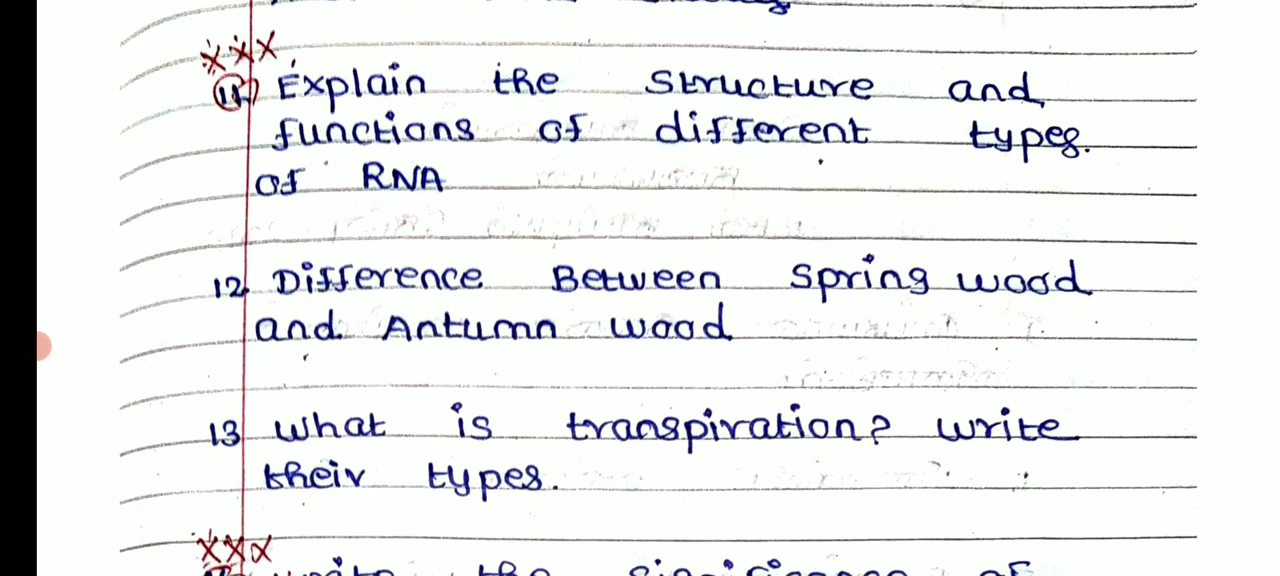 11) Explain the structure and
functions of different types.
of RNA
12 Difference Between Spring wood
and Antumn wood
13 What is transpiration? write
their types.